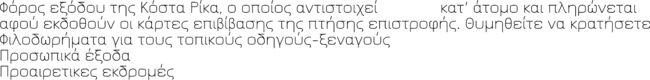 Φόρος εξόδου της Κόστα Ρίκα, ο οποίος αντιστοιχεί κατ’ άτομο και πληρώνεται
αφού εκδοθούν οι κάρτες επιβίβασης της πτήσης επιστροφής. Θυμηθείτε να κρατήσετε
Φιλοδωρήματα για τους τοπικούς οδηγούς-ξεναγούς
Προσωπικά έξοδα
Προαιρετικες εκδρομές